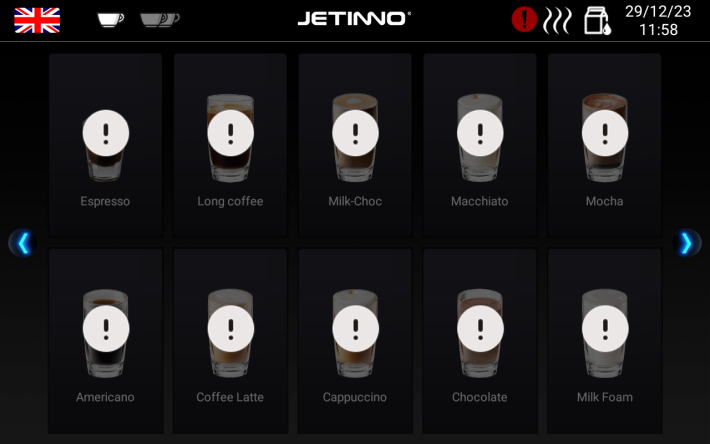 JETINNO®
29/12/23
11:58
Espresso
Long coffee
Milk-Choc
Macchiato
Mocha
Americano
Coffee Latte
Cappuccino
Chocolate
Milk Foam